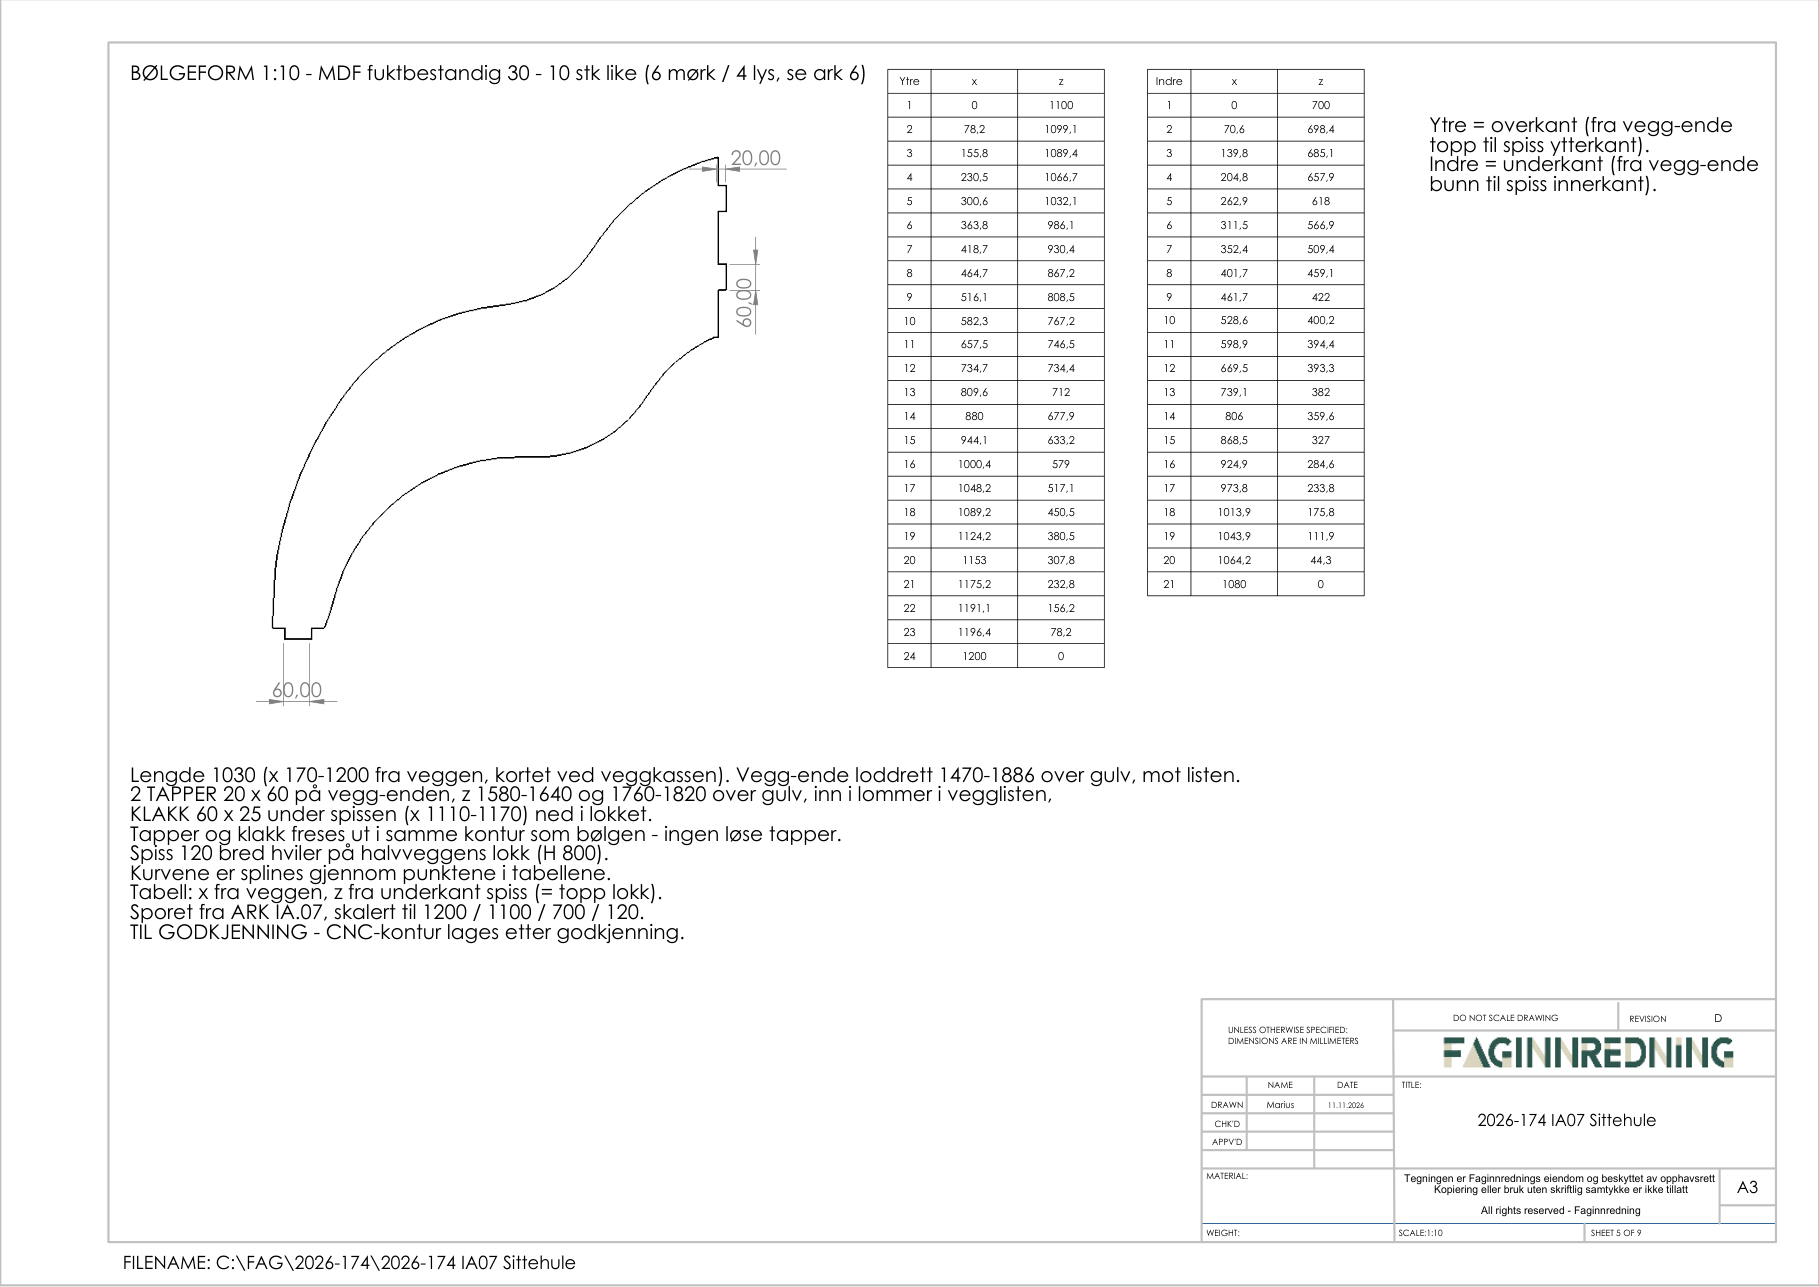 BØLGEFORM 1:10 - MDF fuktbestandig 30 - 10 stk like (6 mørk / 4 lys, se ark 6)
20,00
60,00
60,00
Ytre x z
1 0 1100
2 78,2 1099,1
3 155,8 1089,4
4 230,5 1066,7
5 300,6 1032,1
6 363,8 986,1
7 418,7 930,4
8 464,7 867,2
9 516,1 808,5
10 582,3 767,2
11 657,5 746,5
12 734,7 734,4
13 809,6 712
14 880 677,9
15 944,1 633,2
16 1000,4 579
17 1048,2 517,1
18 1089,2 450,5
19 1124,2 380,5
20 1153 307,8
21 1175,2 232,8
22 1191,1 156,2
23 1196,4 78,2
24 1200 0
Indre x z
1 0 700
2 70,6 698,4
3 139,8 685,1
4 204,8 657,9
5 262,9 618
6 311,5 566,9
7 352,4 509,4
8 401,7 459,1
9 461,7 422
10 528,6 400,2
11 598,9 394,4
12 669,5 393,3
13 739,1 382
14 806 359,6
15 868,5 327
16 924,9 284,6
17 973,8 233,8
18 1013,9 175,8
19 1043,9 111,9
20 1064,2 44,3
21 1080 0
Ytre = overkant (fra vegg-ende
topp til spiss ytterkant).
Indre = underkant (fra vegg-ende
bunn til spiss innerkant).
Lengde 1030 (x 170-1200 fra veggen, kortet ved veggkassen). Vegg-ende loddrett 1470-1886 over gulv, mot listen.
2 TAPPER 20 x 60 på vegg-enden, z 1580-1640 og 1760-1820 over gulv, inn i lommer i vegglisten,
KLAKK 60 x 25 under spissen (x 1110-1170) ned i lokket.
Tapper og klakk freses ut i samme kontur som bølgen - ingen løse tapper.
Spiss 120 bred hviler på halvveggens lokk (H 800).
Kurvene er splines gjennom punktene i tabellene.
Tabell: x fra veggen, z fra underkant spiss (= topp lokk).
Sporet fra ARK IA.07, skalert til 1200 / 1100 / 700 / 120.
TIL GODKJENNING - CNC-kontur lages etter godkjenning.
UNLESS OTHERWISE SPECIFIED:
DIMENSIONS ARE IN MILLIMETERS
DO NOT SCALE DRAWING
REVISION D
FAGINNREDNING
NAME DATE
DRAWN Marius 11.11.2026
CHK'D
APPV'D
TITLE:
2026-174 IA07 Sittehule
MATERIAL:
Tegningen er Faginnrednings eiendom og beskyttet av opphavsrett
Kopiering eller bruk uten skriftlig samtykke er ikke tillatt
All rights reserved - Faginnredning
A3
WEIGHT:
SCALE:1:10
SHEET 5 OF 9
FILENAME: C:\FAG\2026-174\2026-174 IA07 Sittehule